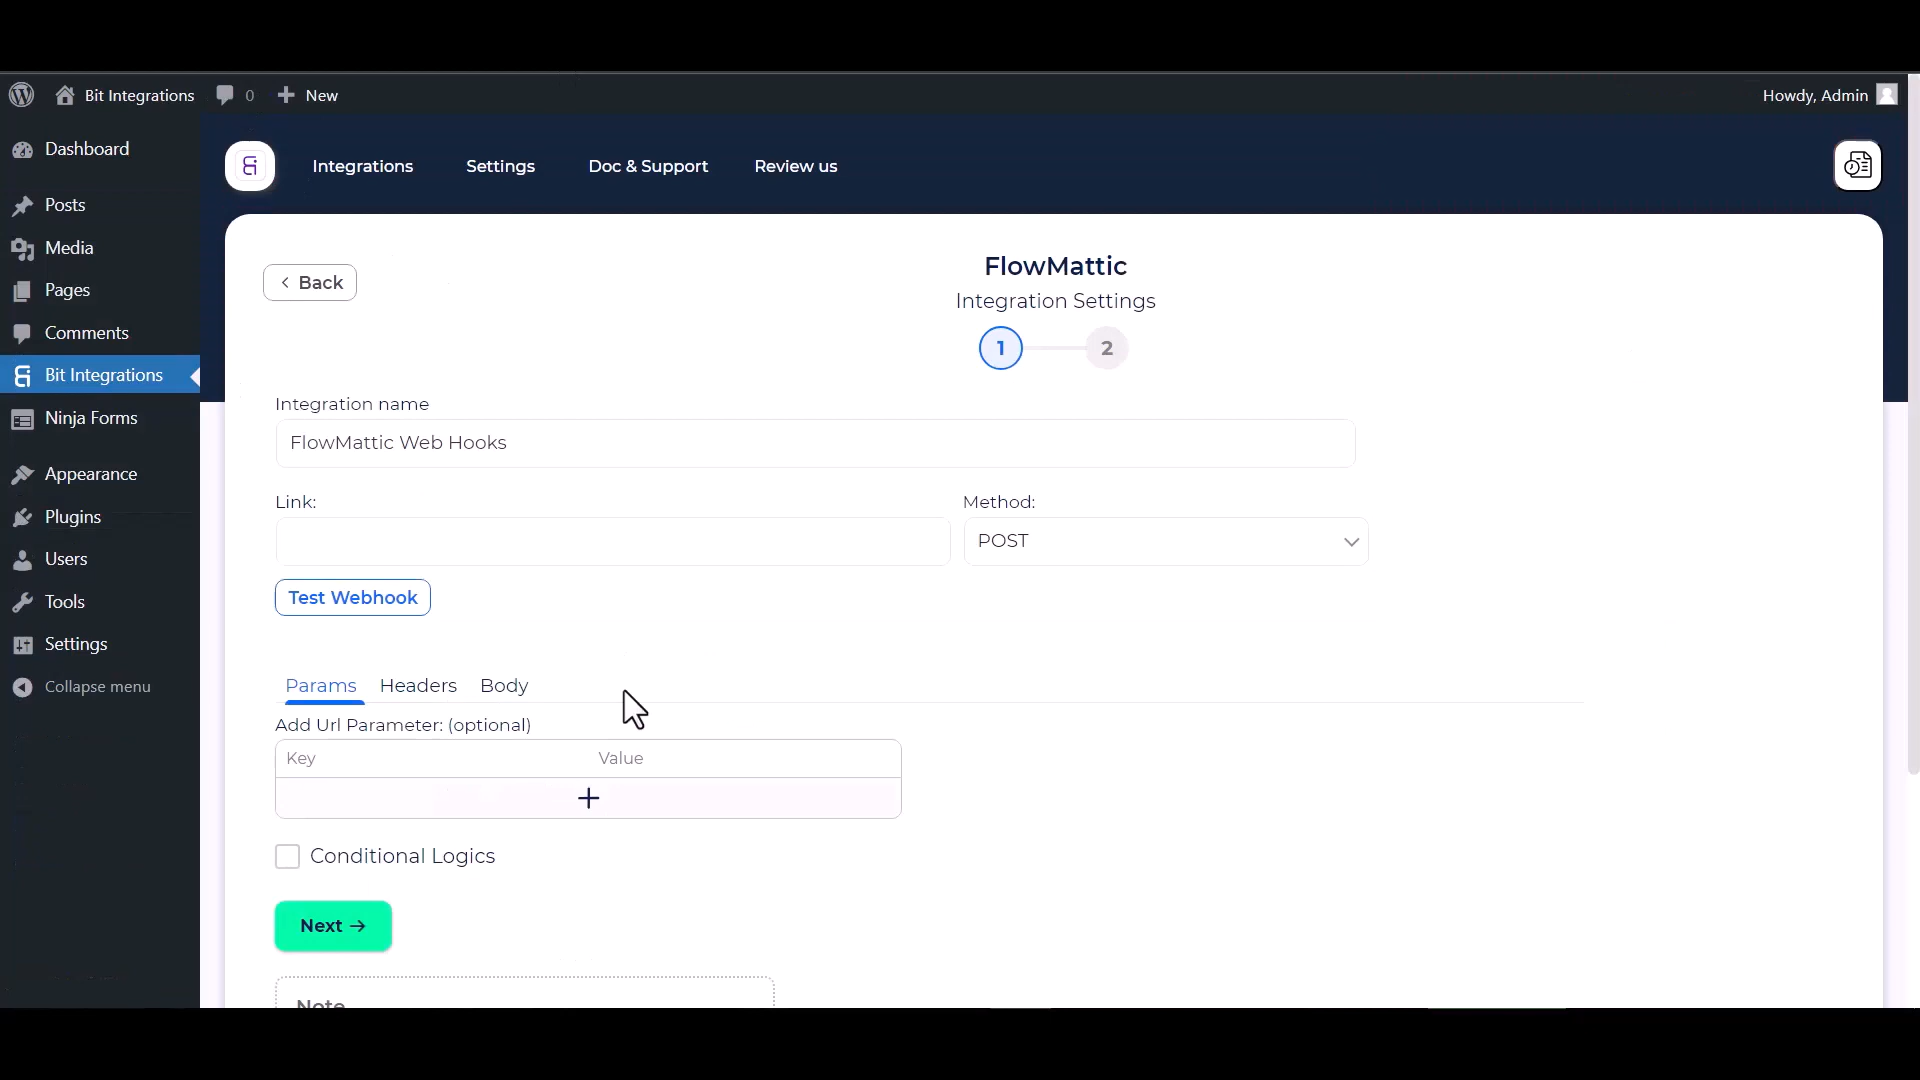 Bit Integrations
0
New
Howdy, Admin
Dashboard
Posts
Media
Pages
Comments
Bit Integrations
Ninja Forms
Appearance
Plugins
Users
Tools
Settings
Collapse menu
Integrations
Settings
Doc & Support
Review us
Back
FlowMattic
Integration Settings
1
2
Integration name
FlowMattic Web Hooks
Link:
Method:
POST
Test Webhook
Params
Headers
Body
Add Url Parameter: (optional)
Key
Value
Conditional Logics
Next
Note